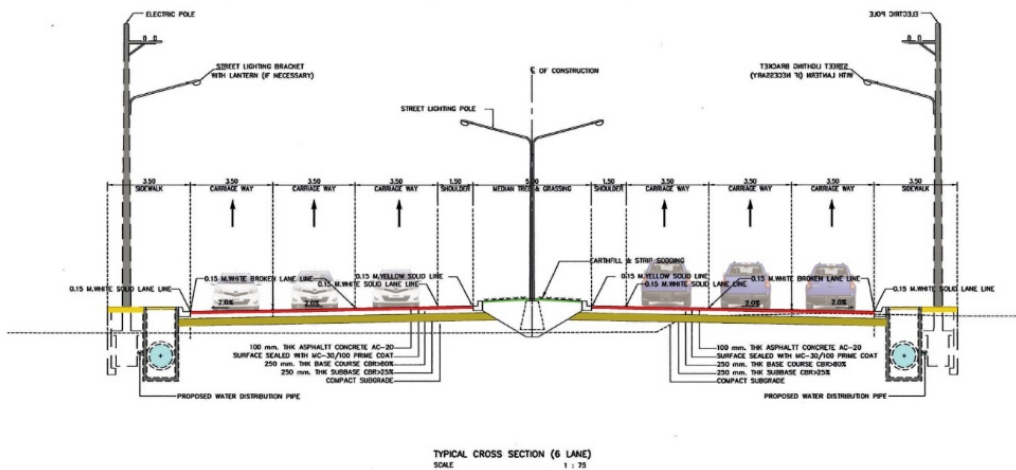 ELECTRIC POLE
ELECTRIC POLE
STREET LIGHTING BRACKET
WITH LANTERN (IF NECESSARY)
℄ OF CONSTRUCTION
STREET LIGHTING BRACKET
WITH LANTERN (IF NECESSARY)
STREET LIGHTING POLE
3.50 3.50 3.50 3.50 1.50 1.50 3.50 3.50 3.50 3.50
SIDEWALK CARRIAGE WAY CARRIAGE WAY CARRIAGE WAY SHOULDER MEDIAN TREE & GRASSING SHOULDER CARRIAGE WAY CARRIAGE WAY CARRIAGE WAY SIDEWALK
EARTHFILL & STRIP SODDING
0.15 M.WHITE BROKEN LANE LINE 0.15 M.YELLOW SOLID LINE 0.15 M.YELLOW SOLID LINE 0.15 M.WHITE BROKEN LANE LINE
0.15 M.WHITE SOLID LANE LINE 0.15 M.WHITE SOLID LINE 0.15 M.WHITE SOLID LINE 0.15 M.WHITE SOLID LANE LINE
2.0% 2.0% 2.0% 2.0%
100 mm. THK ASPHALTT CONCRETE AC-20
SURFACE SEALED WITH MC-30/100 PRIME COAT
250 mm. THK BASE COURSE CBR>80%
250 mm. THK SUBBASE CBR>25%
COMPACT SUBGRADE
100 mm. THK ASPHALTT CONCRETE AC-20
SURFACE SEALED WITH MC-30/100 PRIME COAT
250 mm. THK BASE COURSE CBR>80%
250 mm. THK SUBBASE CBR>25%
COMPACT SUBGRADE
PROPOSED WATER DISTRIBUTION PIPE PROPOSED WATER DISTRIBUTION PIPE
TYPICAL CROSS SECTION (6 LANE)
SCALE 1 : 75